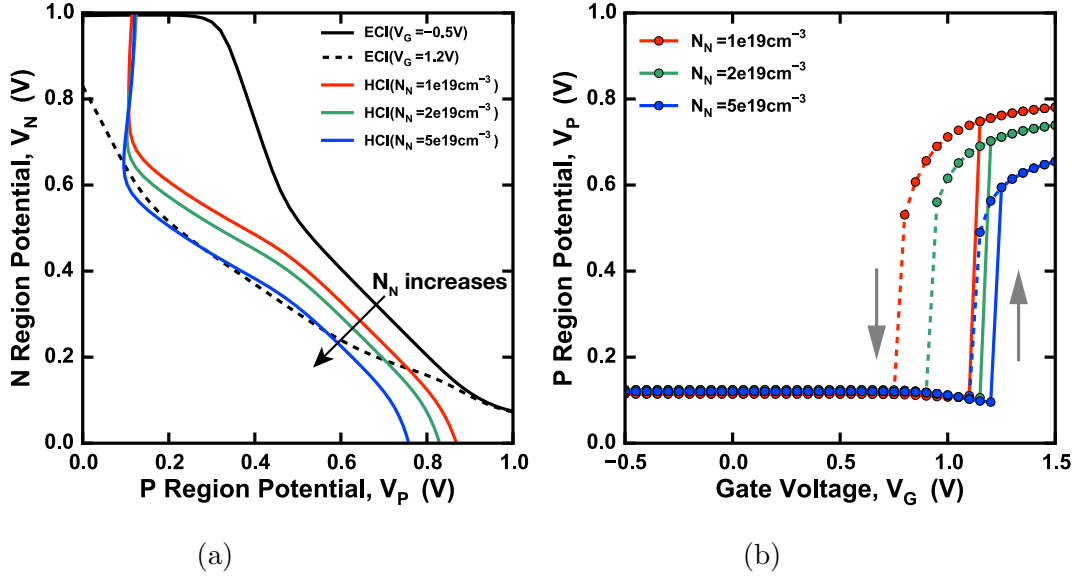 N Region Potential, V_N (V)
1.0
0.8
0.6
0.4
0.2
0.0
ECI(V_G=−0.5V)
ECI(V_G=1.2V)
HCI(N_N=1e19cm⁻³)
HCI(N_N=2e19cm⁻³)
HCI(N_N=5e19cm⁻³)
N_N increases
0.0 0.2 0.4 0.6 0.8 1.0
P Region Potential, V_P (V)
(a)
P Region Potential, V_P (V)
1.0
0.8
0.6
0.4
0.2
0.0
N_N=1e19cm⁻³
N_N=2e19cm⁻³
N_N=5e19cm⁻³
−0.5 0.0 0.5 1.0 1.5
Gate Voltage, V_G (V)
(b)